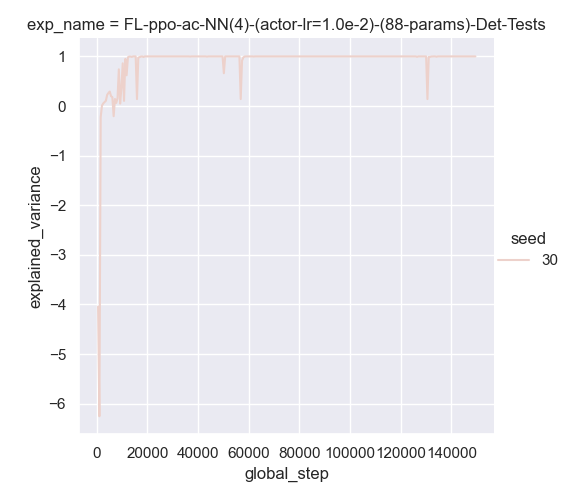 exp_name = FL-ppo-ac-NN(4)-(actor-lr=1.0e-2)-(88-params)-Det-Tests
1
0
−1
−2
−3
−4
−5
−6
explained_variance
0 20000 40000 60000 80000 100000 120000 140000
global_step
seed
30